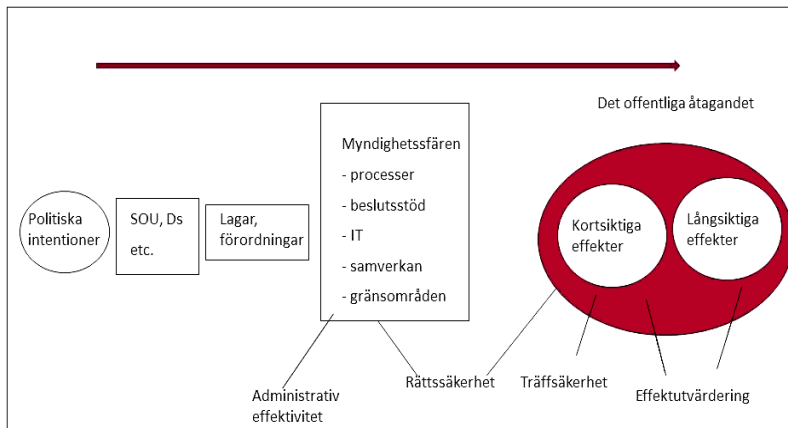 Det offentliga åtagandet
Politiska
intentioner
SOU, Ds
etc.
Lagar,
förordningar
Myndighetssfären
- processer
- beslutsstöd
- IT
- samverkan
- gränsområden
Kortsiktiga
effekter
Långsiktiga
effekter
Administrativ
effektivitet
Rättssäkerhet
Träffsäkerhet
Effektutvärdering